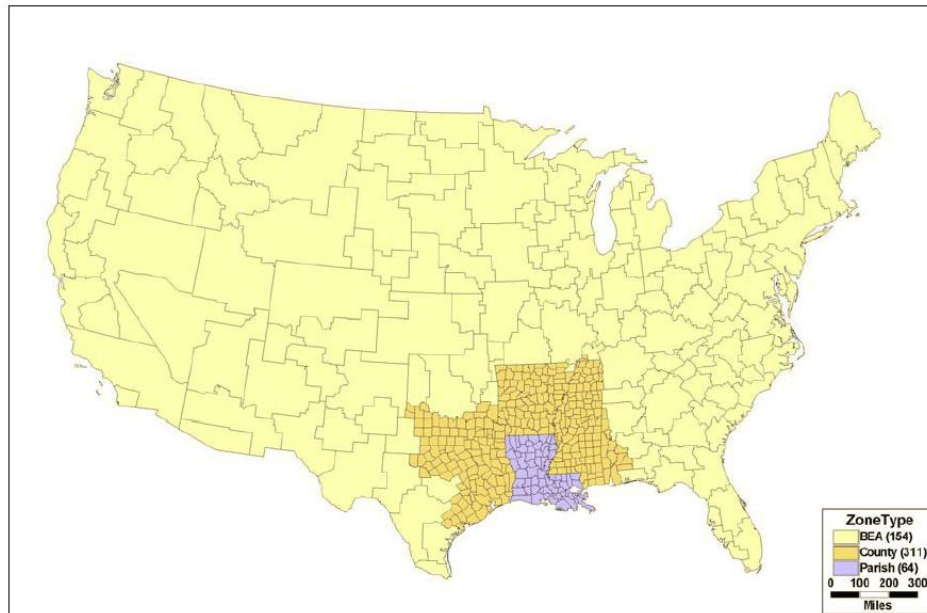 ZoneType
BEA (154)
County (311)
Parish (64)
0 100 200 300
Miles